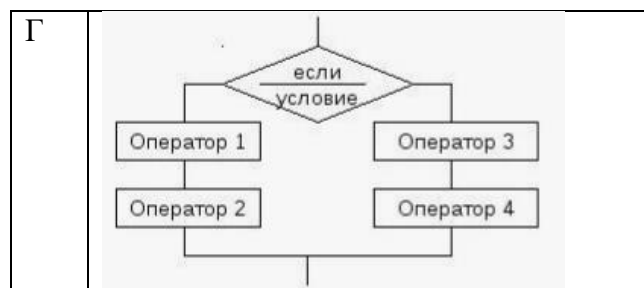 Г
если
условие
Оператор 1
Оператор 3
Оператор 2
Оператор 4